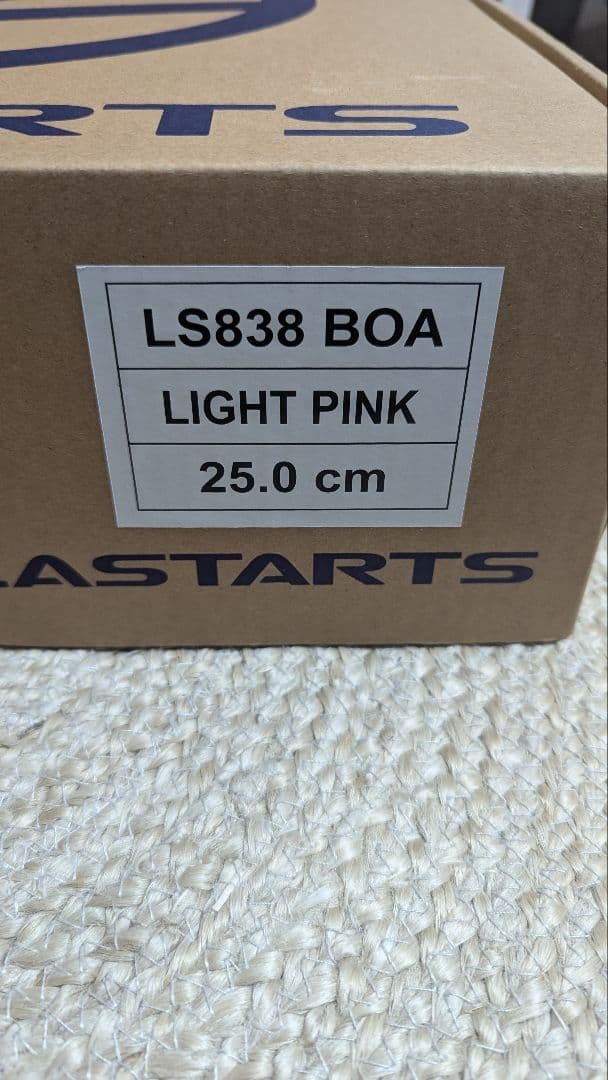 RTS
LS838 BOA
LIGHT PINK
25.0 cm
LASTARTS